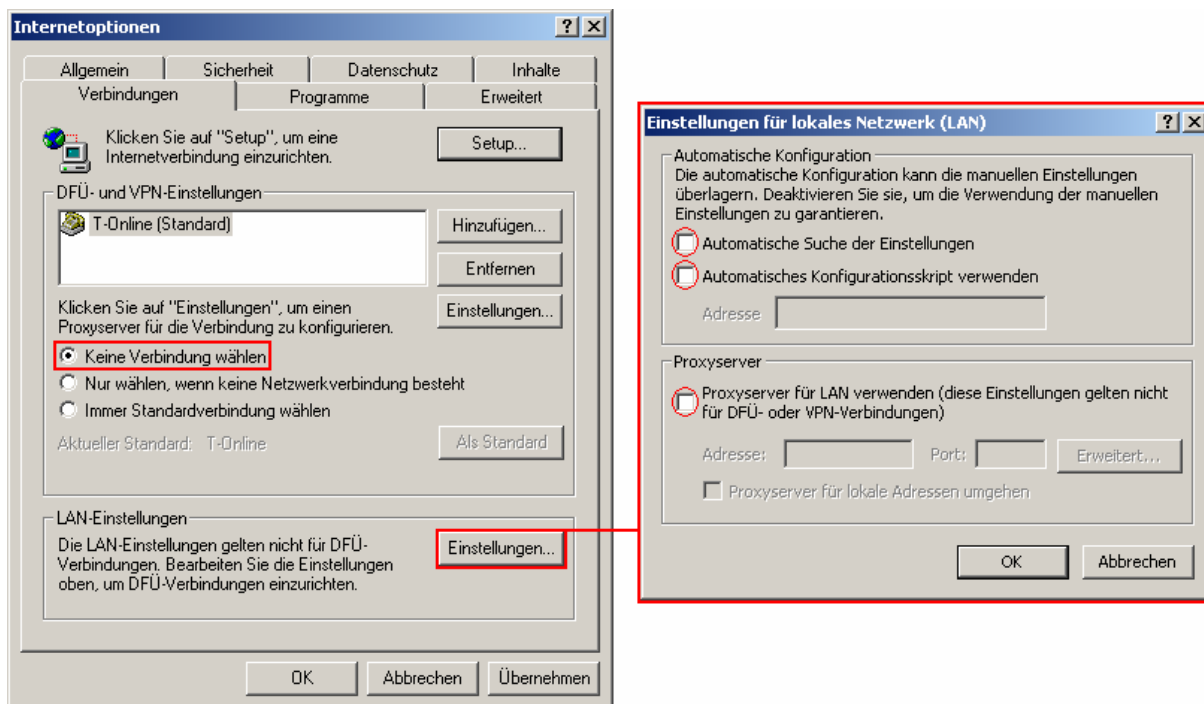 Internetoptionen
Allgemein
Sicherheit
Datenschutz
Inhalte
Verbindungen
Programme
Erweitert
Klicken Sie auf "Setup", um eine
Internetverbindung einzurichten.
Setup...
DFÜ- und VPN-Einstellungen
T-Online (Standard)
Hinzufügen...
Entfernen
Klicken Sie auf "Einstellungen", um einen
Proxyserver für die Verbindung zu konfigurieren.
Einstellungen...
Keine Verbindung wählen
Nur wählen, wenn keine Netzwerkverbindung besteht
Immer Standardverbindung wählen
Aktueller Standard: T-Online
Als Standard
LAN-Einstellungen
Die LAN-Einstellungen gelten nicht für DFÜ-
Verbindungen. Bearbeiten Sie die Einstellungen
oben, um DFÜ-Verbindungen einzurichten.
Einstellungen...
OK
Abbrechen
Übernehmen
Einstellungen für lokales Netzwerk (LAN)
Automatische Konfiguration
Die automatische Konfiguration kann die manuellen Einstellungen
überlagern. Deaktivieren Sie sie, um die Verwendung der manuellen
Einstellungen zu garantieren.
Automatische Suche der Einstellungen
Automatisches Konfigurationsskript verwenden
Adresse
Proxyserver
Proxyserver für LAN verwenden (diese Einstellungen gelten nicht
für DFÜ- oder VPN-Verbindungen)
Adresse:
Port:
Erweitert...
Proxyserver für lokale Adressen umgehen
OK
Abbrechen